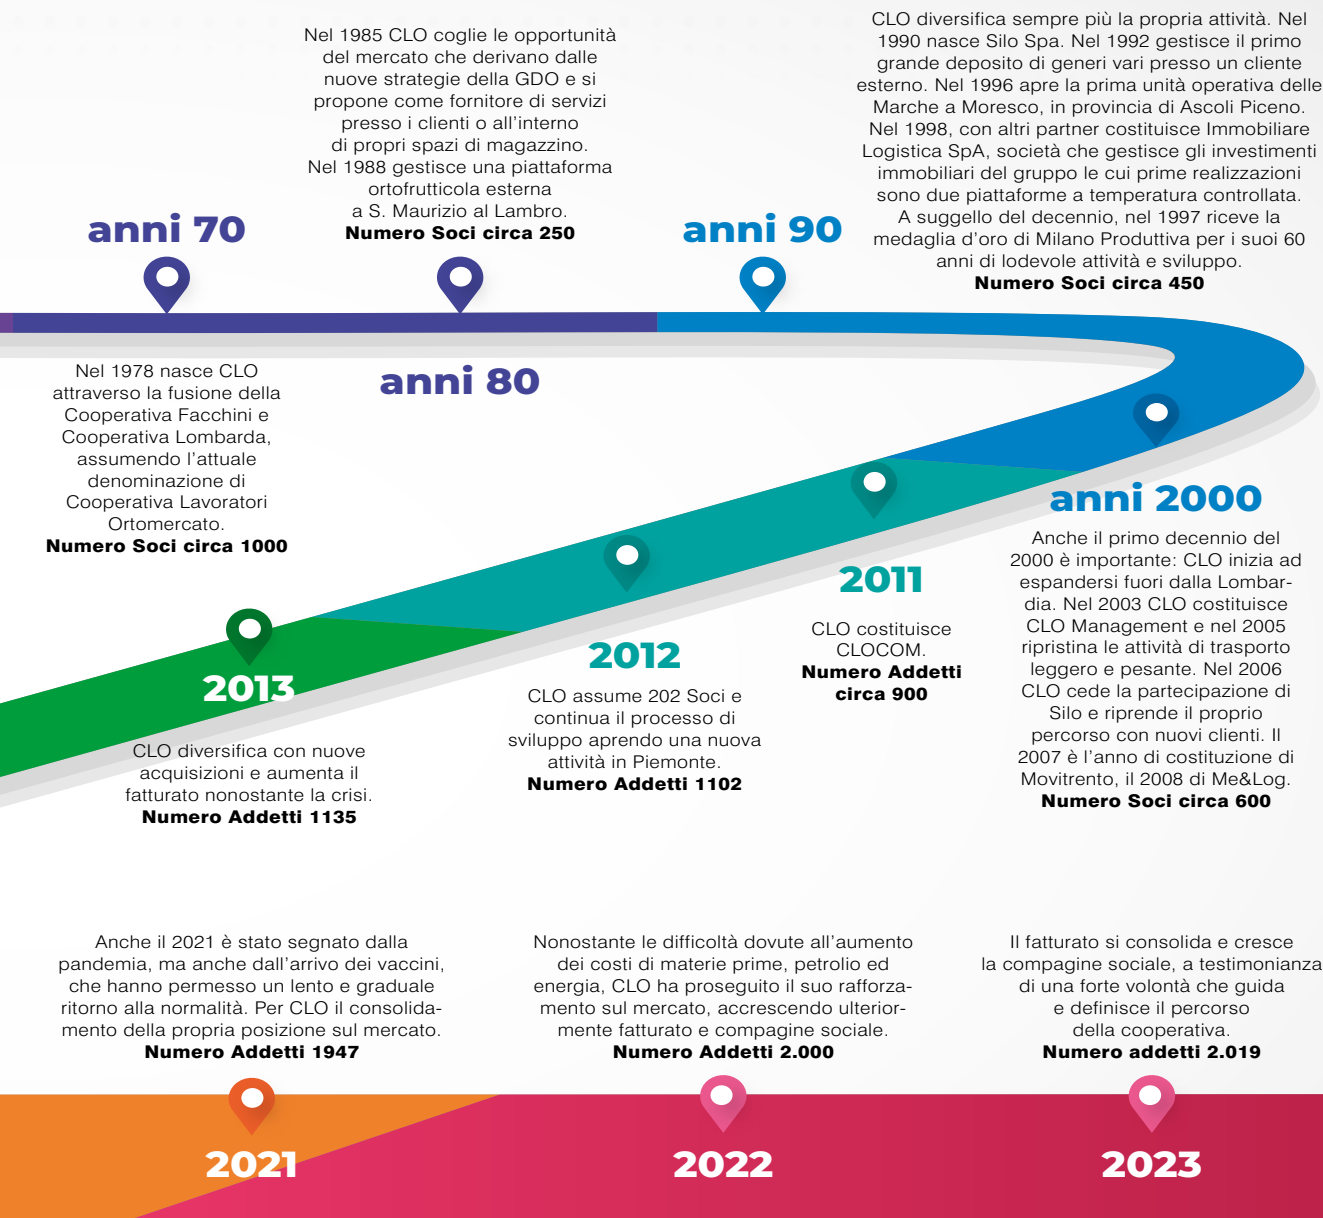 anni 70
Nel 1978 nasce CLO
attraverso la fusione della
Cooperativa Facchini e
Cooperativa Lombarda,
assumendo l’attuale
denominazione di
Cooperativa Lavoratori
Ortomercato.
Numero Soci circa 1000
Nel 1985 CLO coglie le opportunità
del mercato che derivano dalle
nuove strategie della GDO e si
propone come fornitore di servizi
presso i clienti o all’interno
di propri spazi di magazzino.
Nel 1988 gestisce una piattaforma
ortofrutticola esterna
a S. Maurizio al Lambro.
Numero Soci circa 250
anni 80
CLO diversifica sempre più la propria attività. Nel
1990 nasce Silo Spa. Nel 1992 gestisce il primo
grande deposito di generi vari presso un cliente
esterno. Nel 1996 apre la prima unità operativa delle
Marche a Moresco, in provincia di Ascoli Piceno.
Nel 1998, con altri partner costituisce Immobiliare
Logistica SpA, società che gestisce gli investimenti
immobiliari del gruppo le cui prime realizzazioni
sono due piattaforme a temperatura controllata.
A suggello del decennio, nel 1997 riceve la
medaglia d’oro di Milano Produttiva per i suoi 60
anni di lodevole attività e sviluppo.
Numero Soci circa 450
anni 90
anni 2000
Anche il primo decennio del
2000 è importante: CLO inizia ad
espandersi fuori dalla Lombar-
dia. Nel 2003 CLO costituisce
CLO Management e nel 2005
ripristina le attività di trasporto
leggero e pesante. Nel 2006
CLO cede la partecipazione di
Silo e riprende il proprio
percorso con nuovi clienti. Il
2007 è l’anno di costituzione di
Movitrento, il 2008 di Me&Log.
Numero Soci circa 600
2011
CLO costituisce
CLOCOM.
Numero Addetti
circa 900
2012
CLO assume 202 Soci e
continua il processo di
sviluppo aprendo una nuova
attività in Piemonte.
Numero Addetti 1102
2013
CLO diversifica con nuove
acquisizioni e aumenta il
fatturato nonostante la crisi.
Numero Addetti 1135
Anche il 2021 è stato segnato dalla
pandemia, ma anche dall’arrivo dei vaccini,
che hanno permesso un lento e graduale
ritorno alla normalità. Per CLO il consolida-
mento della propria posizione sul mercato.
Numero Addetti 1947
2021
Nonostante le difficoltà dovute all’aumento
dei costi di materie prime, petrolio ed
energia, CLO ha proseguito il suo rafforza-
mento sul mercato, accrescendo ulterior-
mente fatturato e compagine sociale.
Numero Addetti 2.000
2022
Il fatturato si consolida e cresce
la compagine sociale, a testimonianza
di una forte volontà che guida
e definisce il percorso
della cooperativa.
Numero addetti 2.019
2023